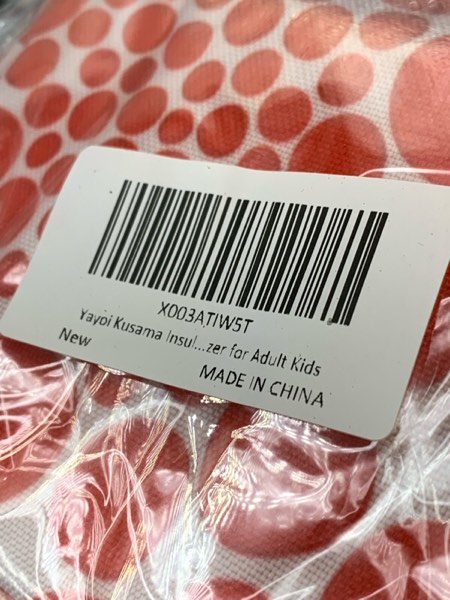 X003ATIW5T
Yayoi Kusama Insul...zer for Adult Kids
New
MADE IN CHINA